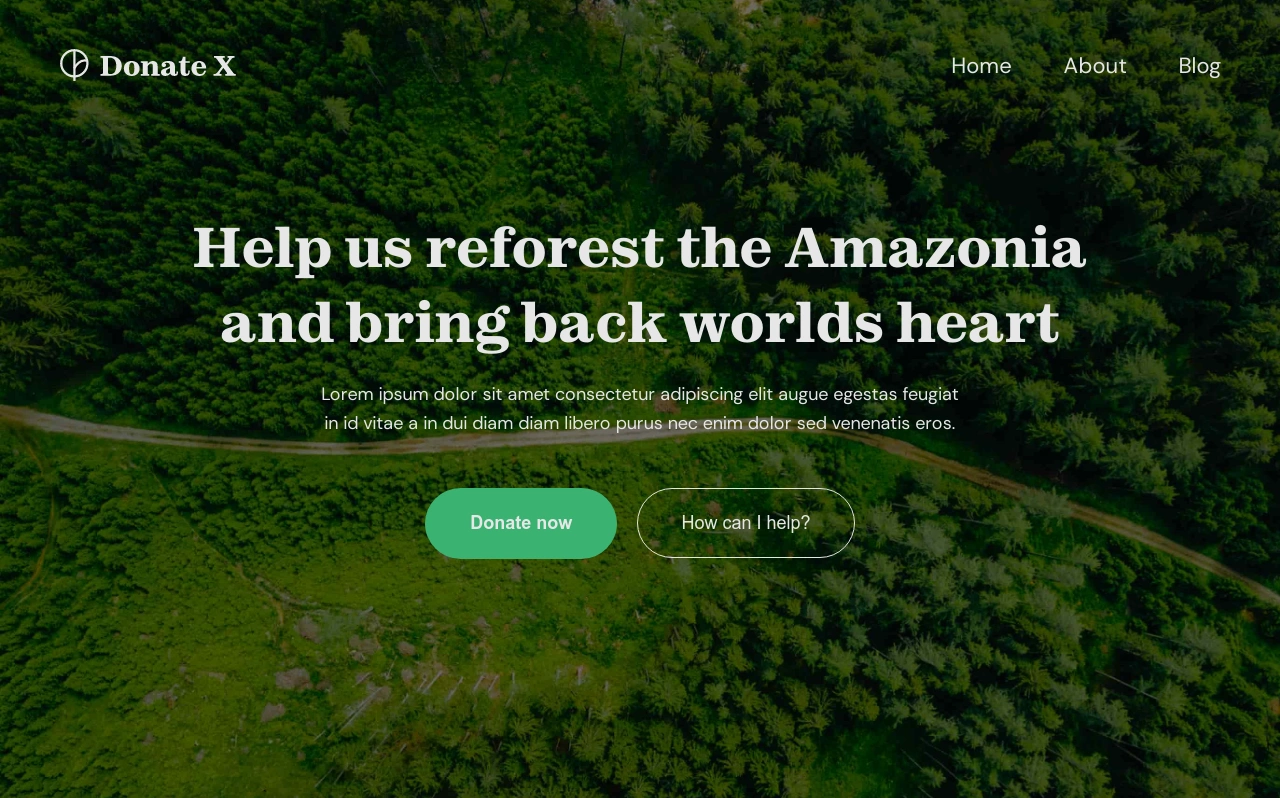 Donate X
Home About Blog
Help us reforest the Amazonia
and bring back worlds heart
Lorem ipsum dolor sit amet consectetur adipiscing elit augue egestas feugiat
in id vitae a in dui diam diam libero purus nec enim dolor sed venenatis eros.
Donate now How can I help?